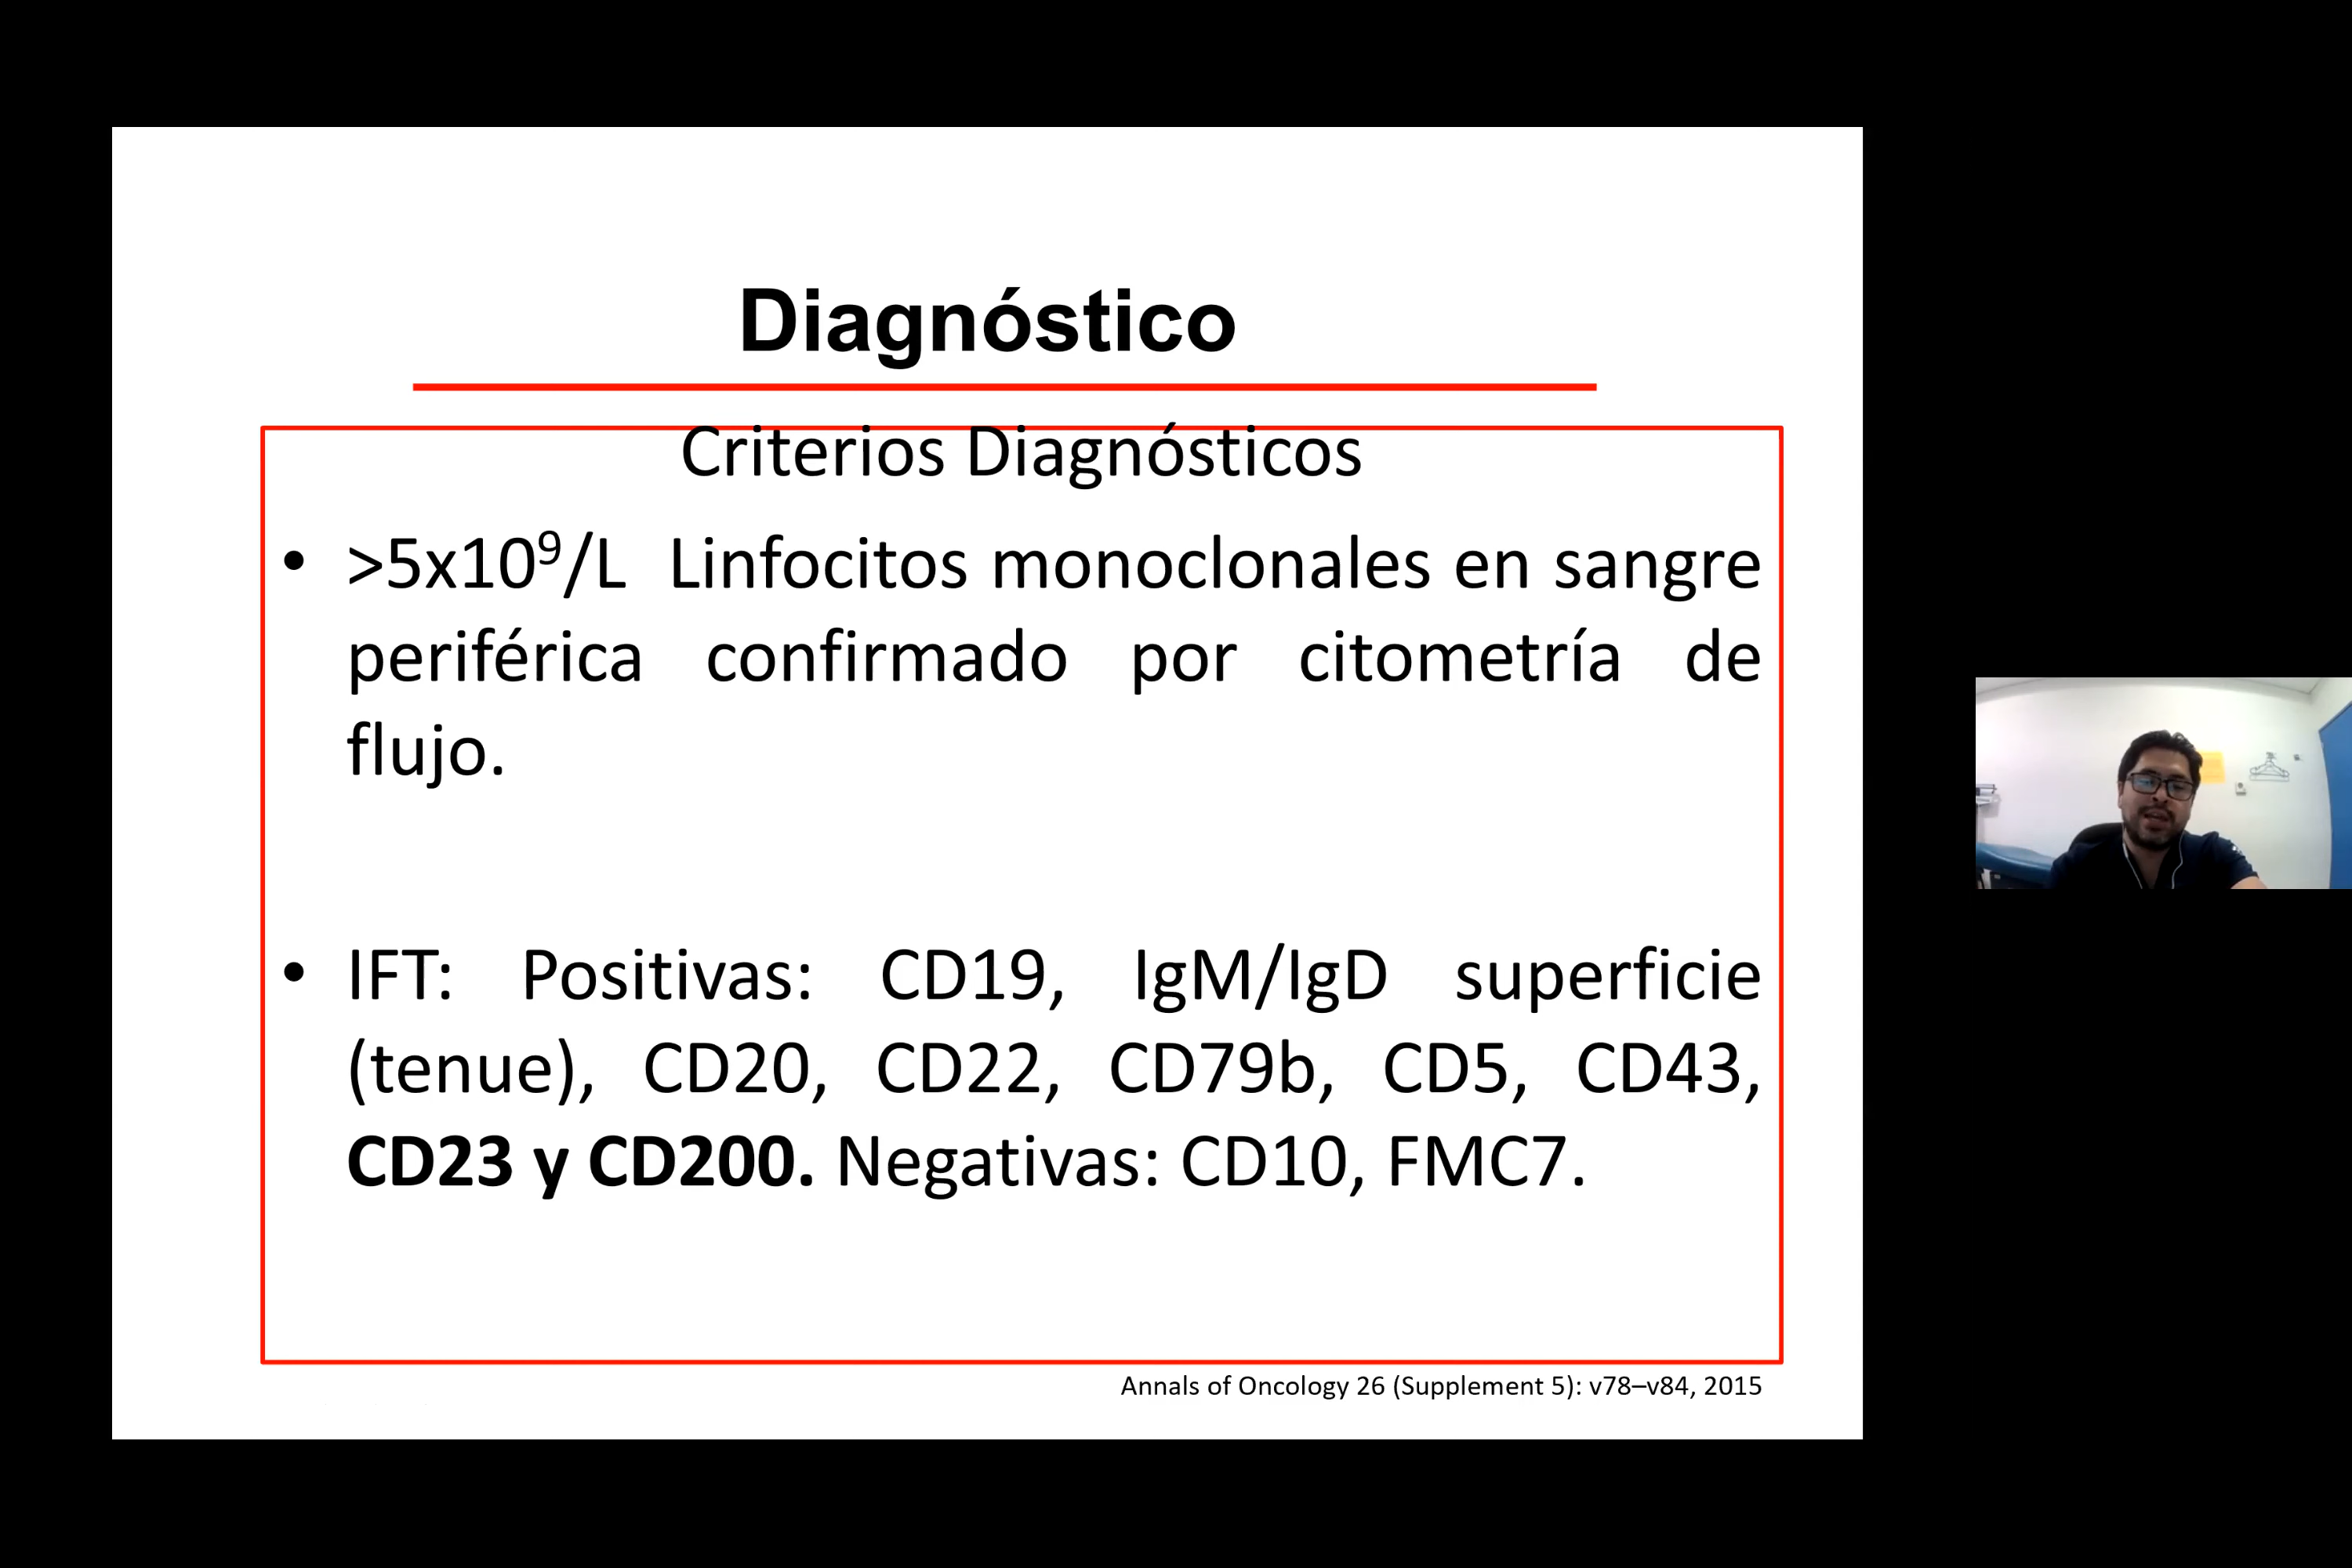 Diagnóstico
Criterios Diagnósticos
• >5x10⁹/L Linfocitos monoclonales en sangre
periférica confirmado por citometría de
flujo.
• IFT: Positivas: CD19, IgM/IgD superficie
(tenue), CD20, CD22, CD79b, CD5, CD43,
CD23 y CD200. Negativas: CD10, FMC7.
Annals of Oncology 26 (Supplement 5): v78–v84, 2015